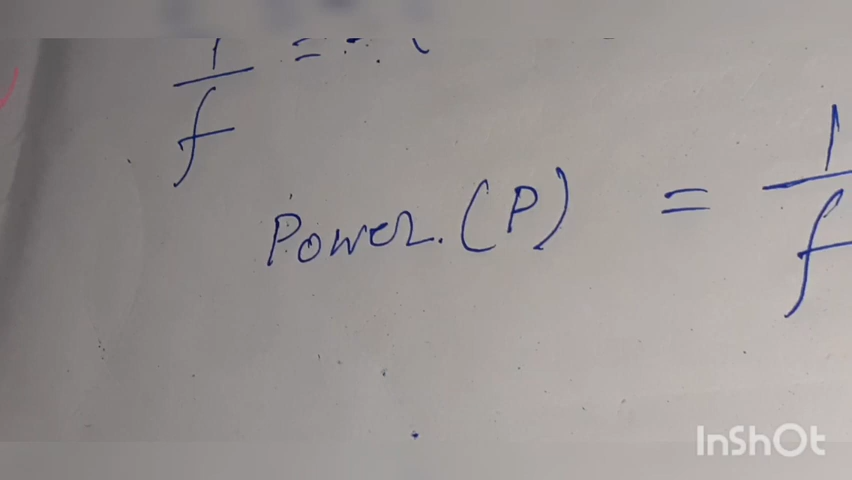 1/f =
Power. (P) = 1/f
InShOt